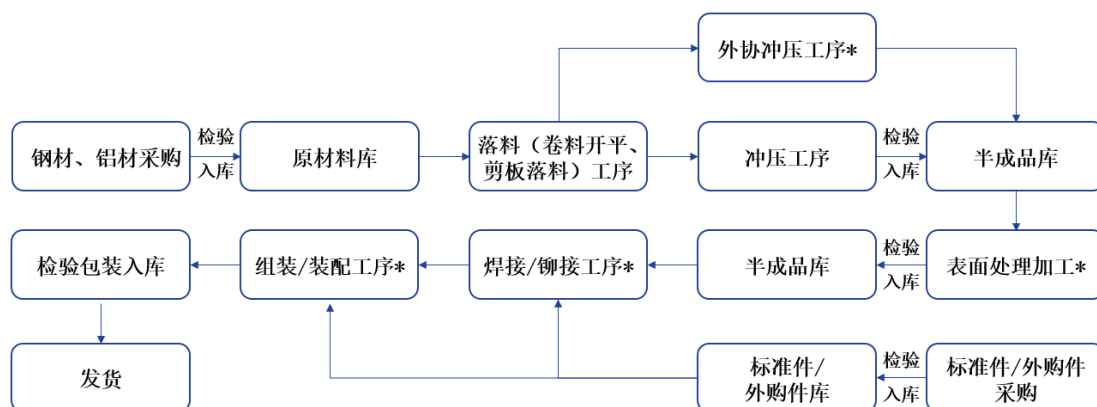 外协冲压工序*
钢材、铝材采购
检验
入库
原材料库
落料（卷料开平、
剪板落料）工序
冲压工序
检验
入库
半成品库
检验包装入库
组装/装配工序*
焊接/铆接工序*
半成品库
检验
入库
表面处理加工*
发货
标准件/
外购件库
检验
入库
标准件/外购件
采购